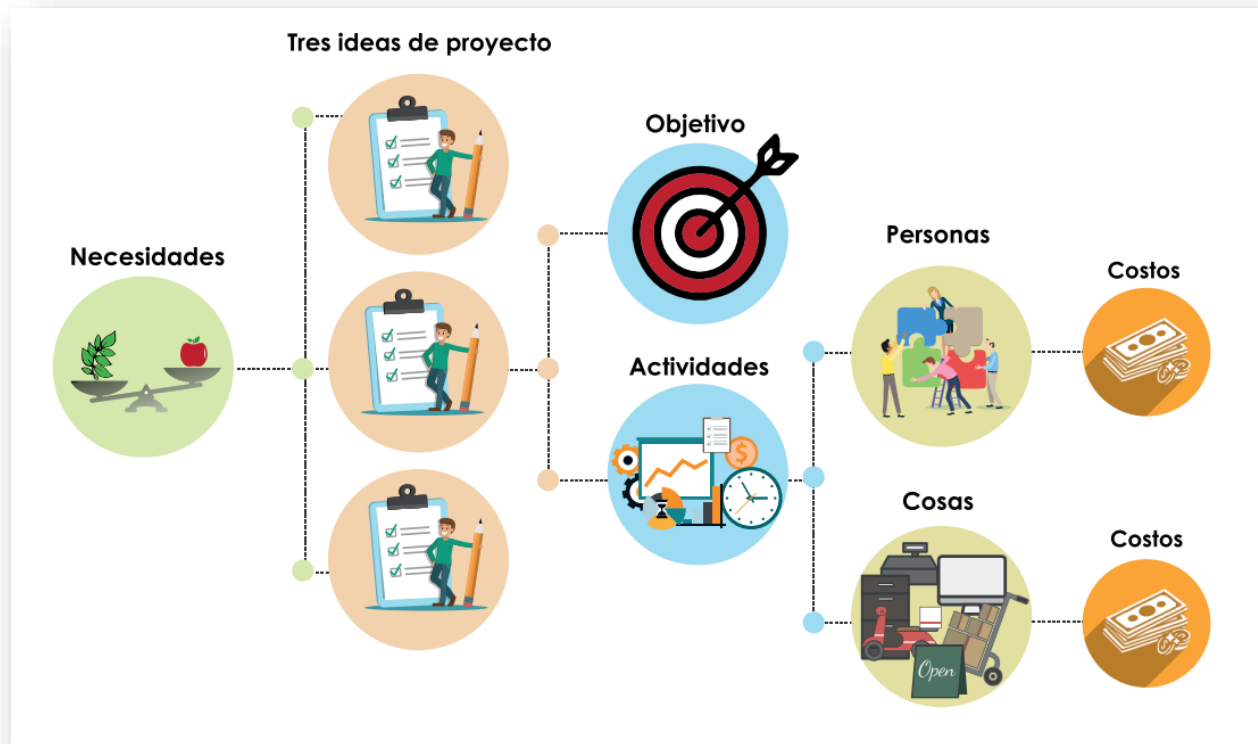 Tres ideas de proyecto
Objetivo
Necesidades
Personas
Costos
Actividades
Cosas
Costos
$
Open